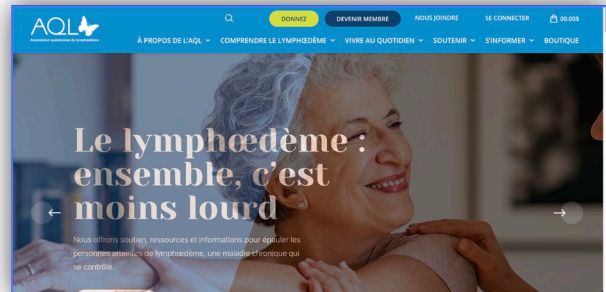 AQL
Association québécoise du lymphœdème
DONNEZ
DEVENIR MEMBRE
NOUS JOINDRE
SE CONNECTER
00.00$
À PROPOS DE L'AQL
COMPRENDRE LE LYMPHŒDÈME
VIVRE AU QUOTIDIEN
SOUTENIR
S'INFORMER
BOUTIQUE
Le lymphœdème :
ensemble, c'est
moins lourd
Nous offrons soutien, ressources et informations pour épauler les
personnes atteintes de lymphœdème, une maladie chronique qui
se contrôle.